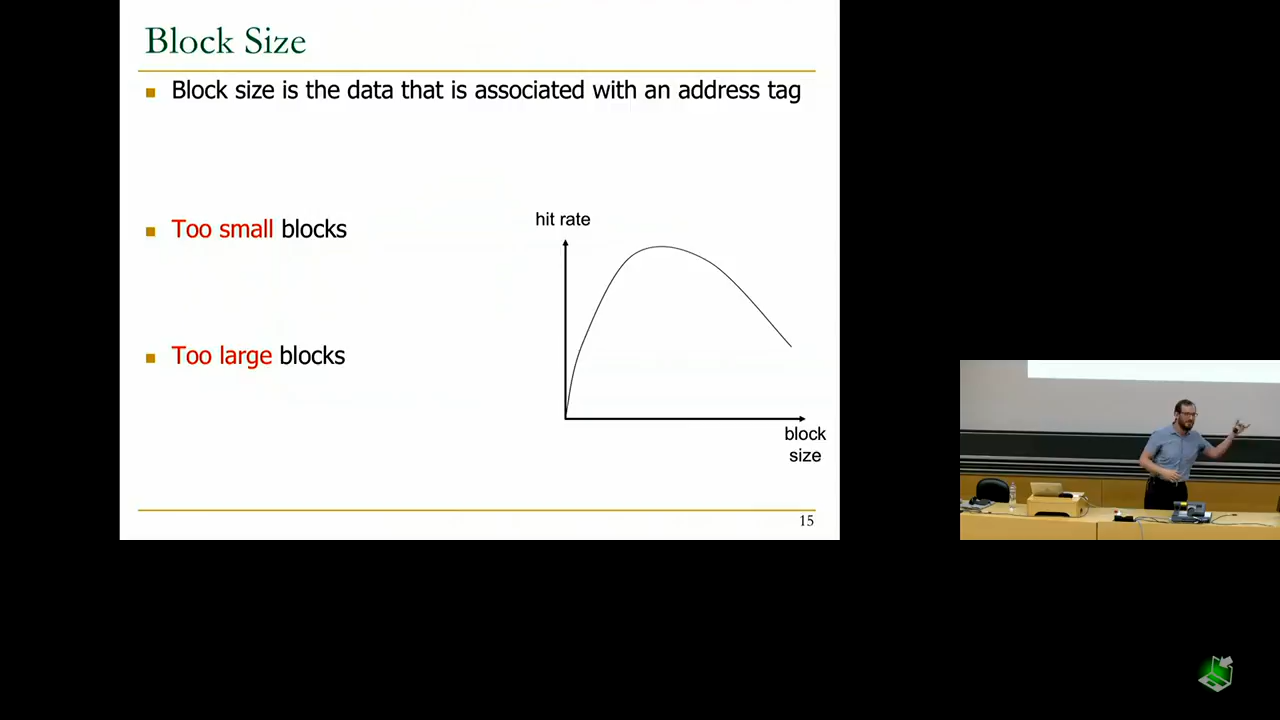 Block Size
Block size is the data that is associated with an address tag
Too small blocks
Too large blocks
hit rate
block
size
15